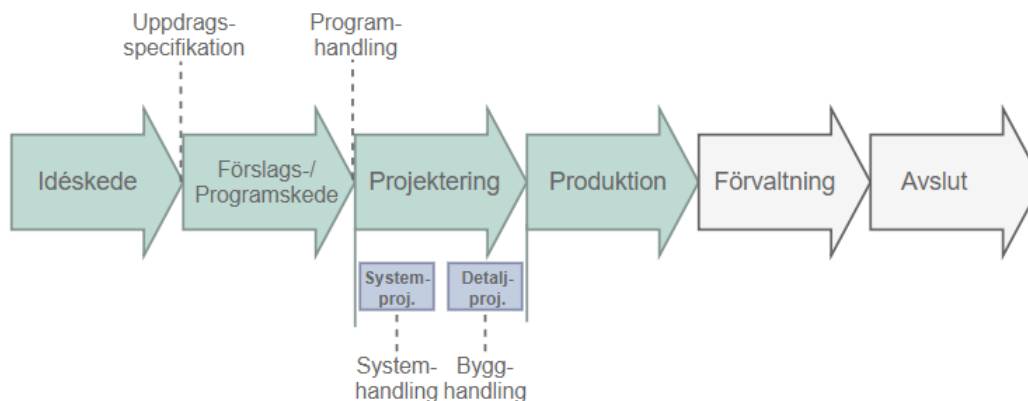 Uppdrags-
specifikation
Program-
handling
Idéskede
Förslags-/
Programskede
Projektering
Produktion
Förvaltning
Avslut
System-
proj.
Detalj-
proj.
System-
handling
Bygg-
handling